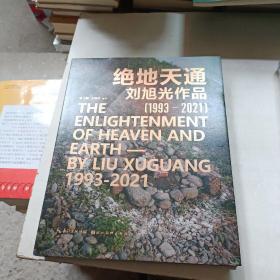 绝地天通
刘旭光作品
(1993-2021)
THE
ENLIGHTENMENT
OF HEAVEN AND
EARTH —
BY LIU XUGUANG
1993-2021